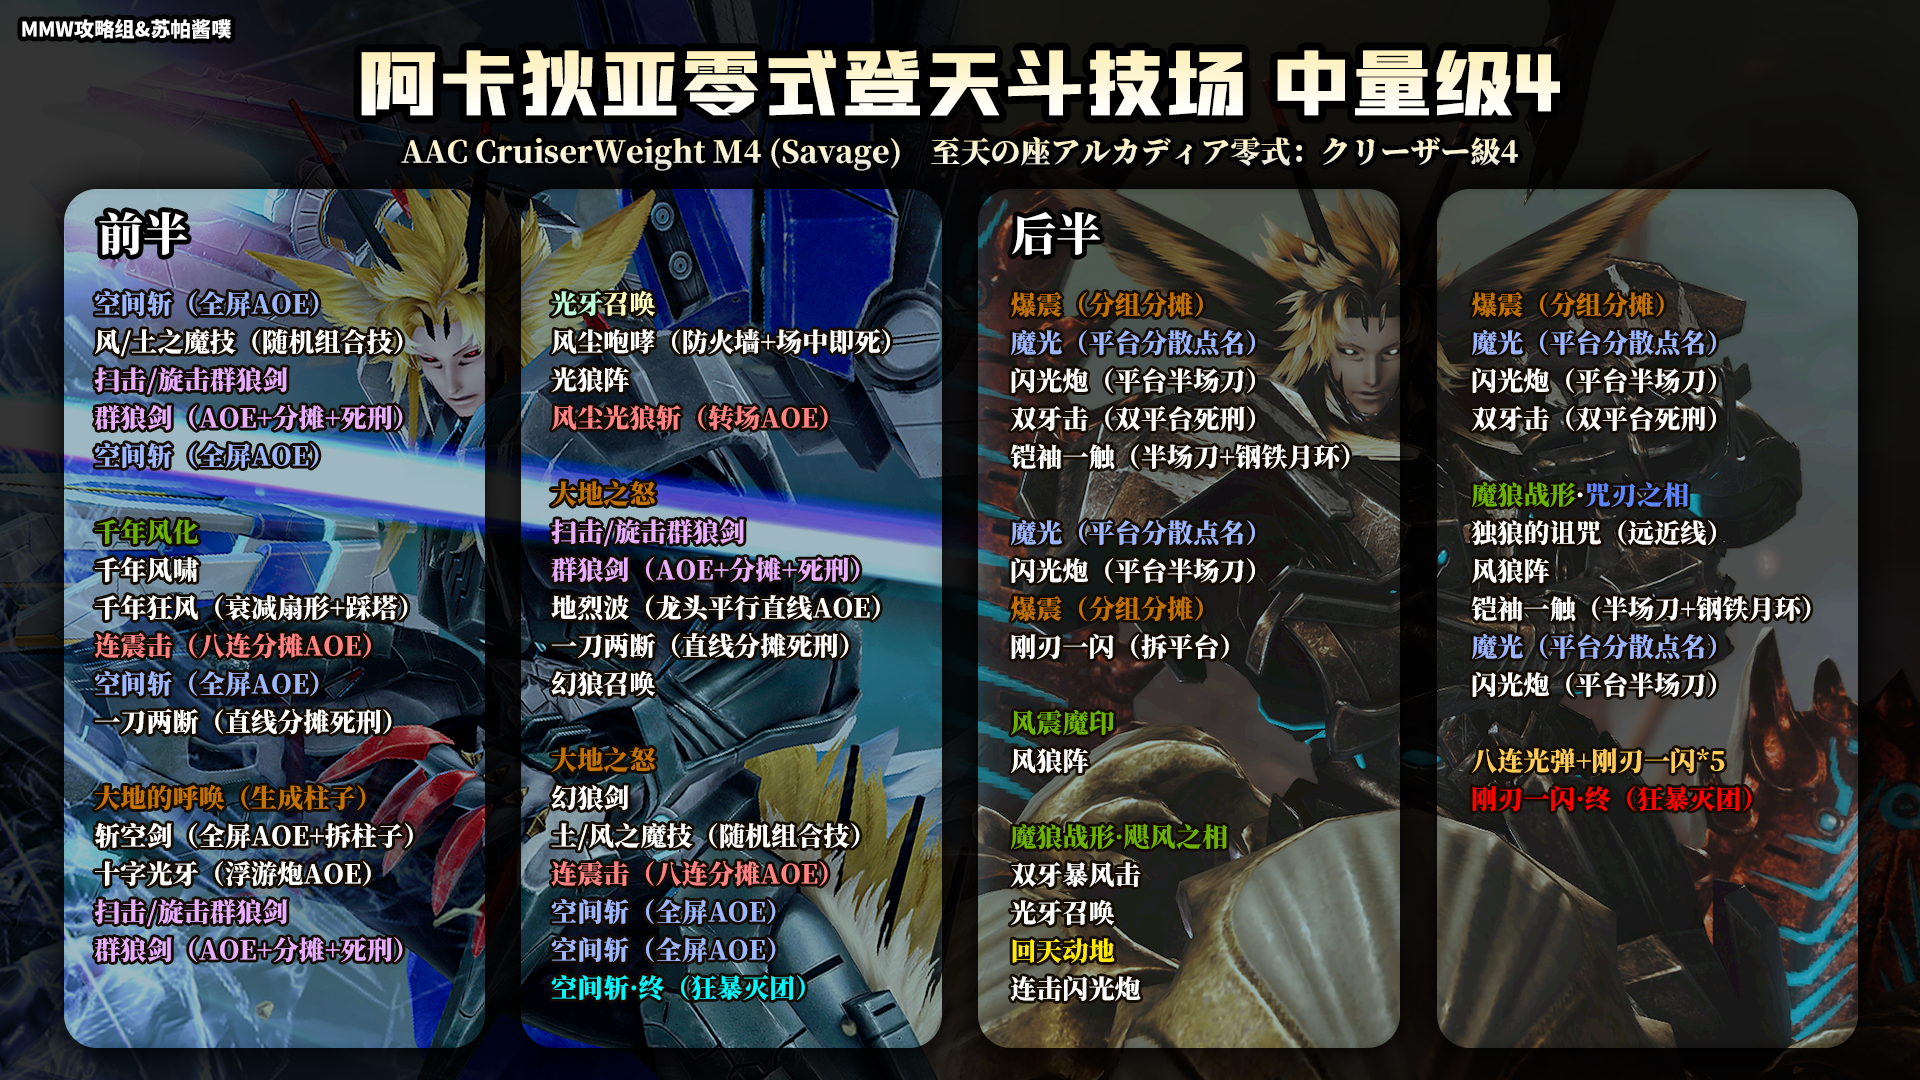 MMW攻略组&苏帕酱噗
阿卡狄亚零式登天斗技场 中量级4
AAC CruiserWeight M4 (Savage) 至天の座アルカディア零式：クリーザー級4
前半
空间斩（全屏AOE）
风/土之魔技（随机组合技）
扫击/旋击群狼剑
群狼剑（AOE+分摊+死刑）
空间斩（全屏AOE）
千年风化
千年风啸
千年狂风（衰减扇形+踩塔）
连震击（八连分摊AOE）
空间斩（全屏AOE）
一刀两断（直线分摊死刑）
大地的呼唤（生成柱子）
斩空剑（全屏AOE+拆柱子）
十字光牙（浮游炮AOE）
扫击/旋击群狼剑
群狼剑（AOE+分摊+死刑）
光牙召唤
风尘咆哮（防火墙+场中即死）
光狼阵
风尘光狼斩（转场AOE）
大地之怒
扫击/旋击群狼剑
群狼剑（AOE+分摊+死刑）
地烈波（龙头平行直线AOE）
一刀两断（直线分摊死刑）
幻狼召唤
大地之怒
幻狼剑
土/风之魔技（随机组合技）
连震击（八连分摊AOE）
空间斩（全屏AOE）
空间斩（全屏AOE）
空间斩·终（狂暴灭团）
后半
爆震（分组分摊）
魔光（平台分散点名）
闪光炮（平台半场刀）
双牙击（双平台死刑）
铠袖一触（半场刀+钢铁月环）
魔光（平台分散点名）
闪光炮（平台半场刀）
爆震（分组分摊）
刚刃一闪（拆平台）
风震魔印
风狼阵
魔狼战形·飓风之相
双牙暴风击
光牙召唤
回天动地
连击闪光炮
爆震（分组分摊）
魔光（平台分散点名）
闪光炮（平台半场刀）
双牙击（双平台死刑）
魔狼战形·咒刃之相
独狼的诅咒（远近线）
风狼阵
铠袖一触（半场刀+钢铁月环）
魔光（平台分散点名）
闪光炮（平台半场刀）
八连光弹+刚刃一闪*5
刚刃一闪·终（狂暴灭团）